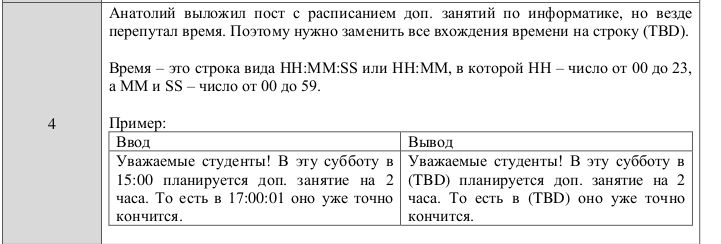 Анатолий выложил пост с расписанием доп. занятий по информатике, но везде
перепутал время. Поэтому нужно заменить все вхождения времени на строку (TBD).
Время – это строка вида HH:MM:SS или HH:MM, в которой HH – число от 00 до 23,
а MM и SS – число от 00 до 59.
4
Пример:
Ввод
Уважаемые студенты! В эту субботу в
15:00 планируется доп. занятие на 2
часа. То есть в 17:00:01 оно уже точно
кончится.
Вывод
Уважаемые студенты! В эту субботу в
(TBD) планируется доп. занятие на 2
часа. То есть в (TBD) оно уже точно
кончится.